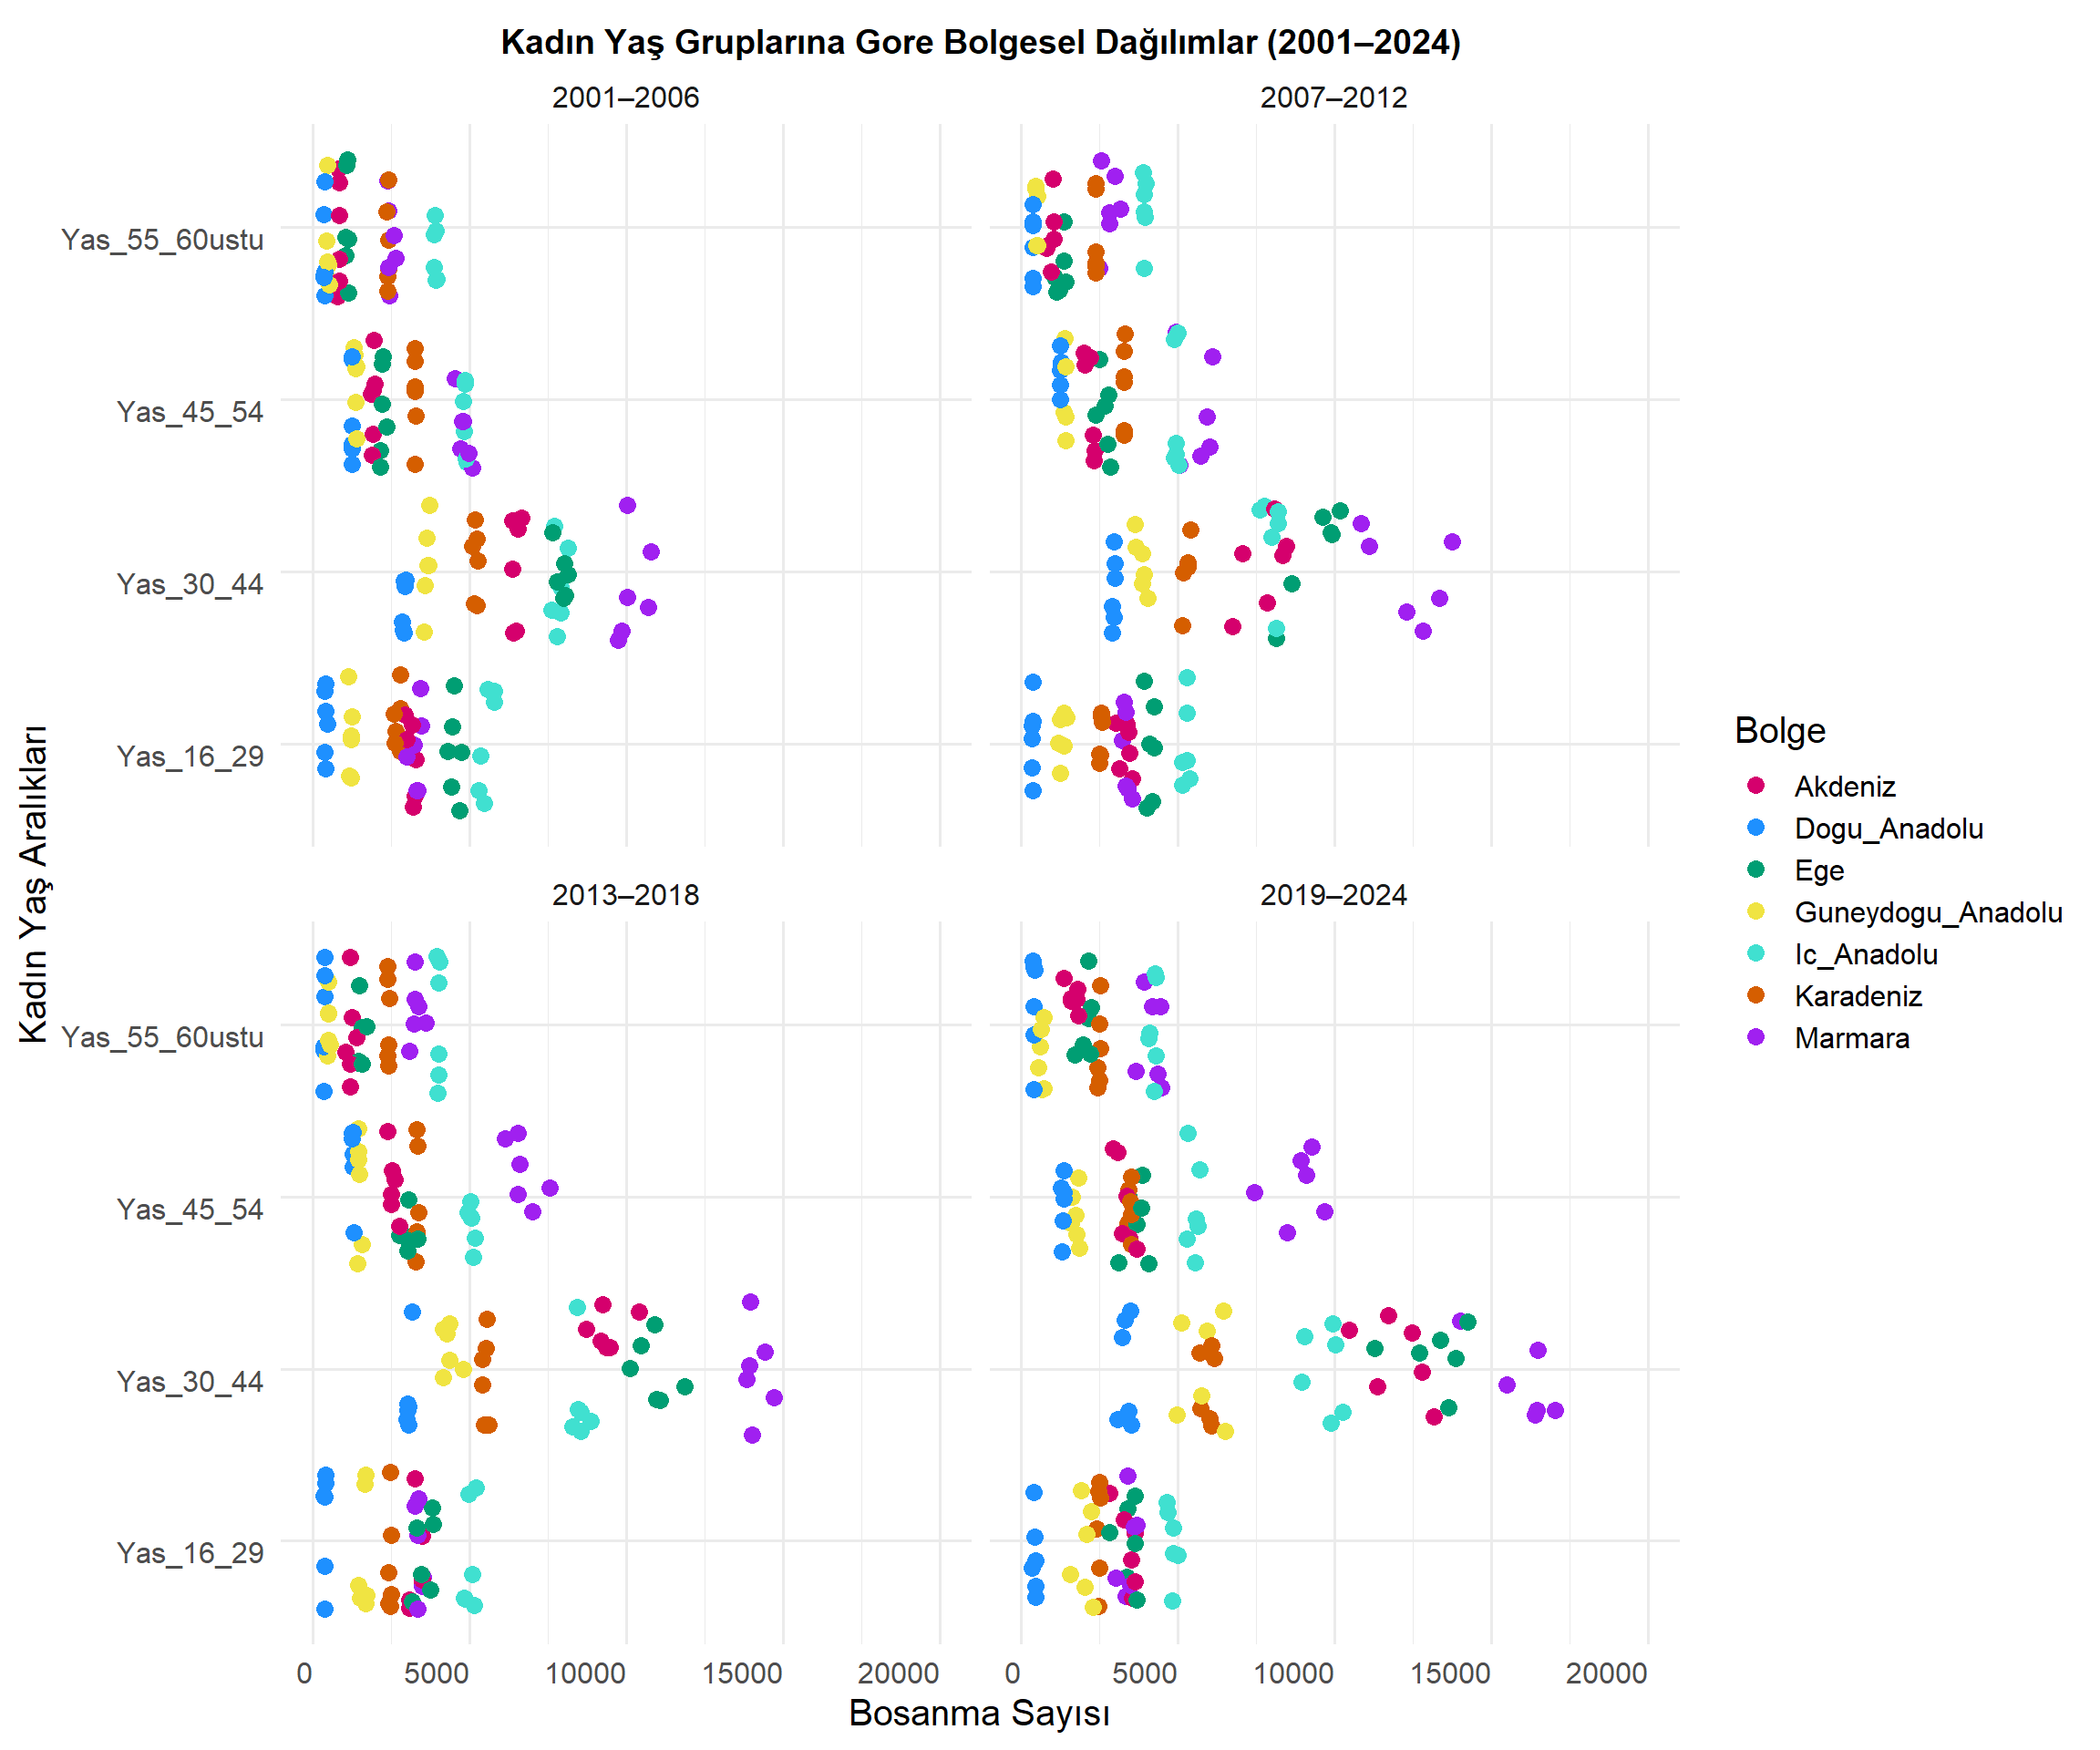 Kadın Yaş Gruplarına Gore Bolgesel Dağılımlar (2001–2024)
2001–2006
2007–2012
Yas_55_60ustu
Yas_45_54
Yas_30_44
Yas_16_29
2013–2018
2019–2024
Yas_55_60ustu
Yas_45_54
Yas_30_44
Yas_16_29
0 5000 10000 15000 20000
0 5000 10000 15000 20000
Bosanma Sayısı
Kadın Yaş Aralıkları
Bolge
Akdeniz
Dogu_Anadolu
Ege
Guneydogu_Anadolu
Ic_Anadolu
Karadeniz
Marmara